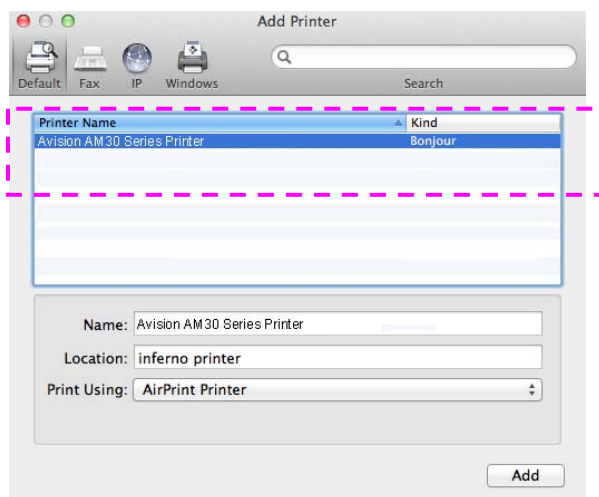 Add Printer
Default Fax IP Windows Search
Printer Name Kind
Avision AM30 Series Printer Bonjour
Name: Avision AM30 Series Printer
Location: inferno printer
Print Using: AirPrint Printer
Add